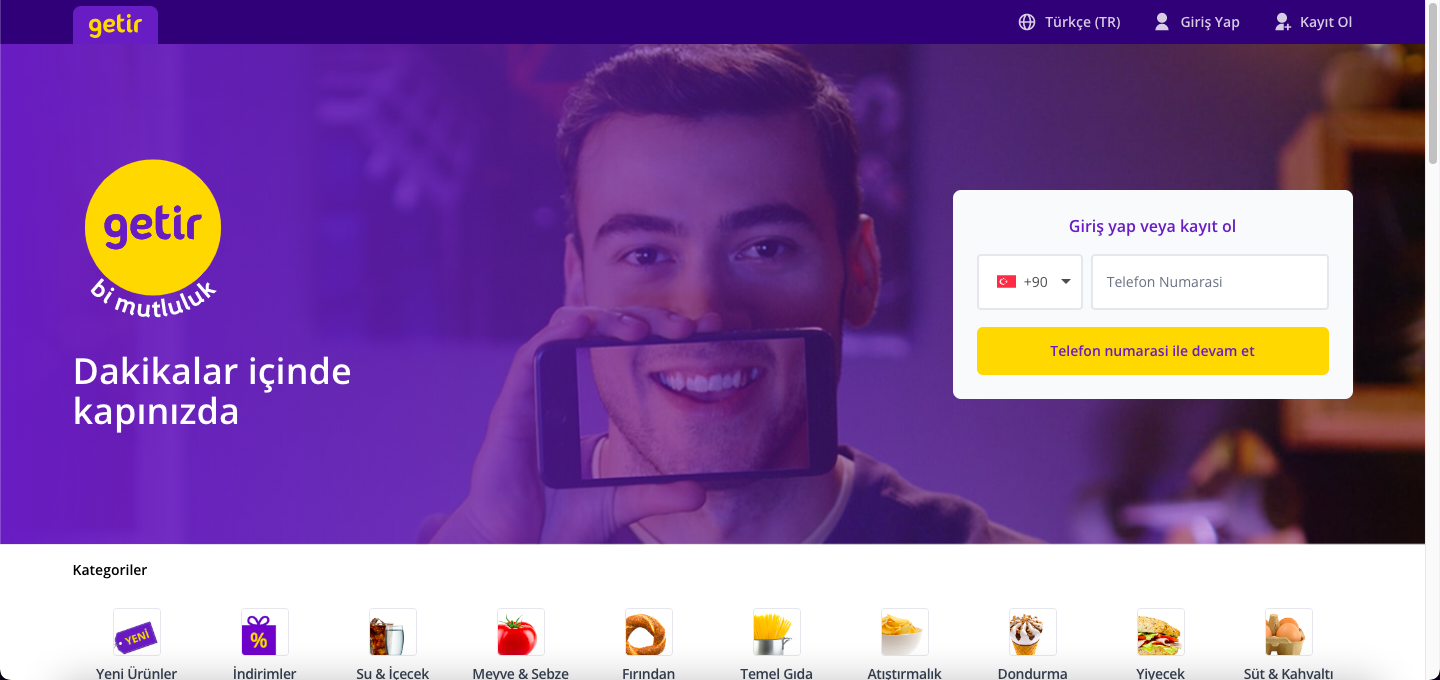 getir
Türkçe (TR)
Giriş Yap
Kayıt Ol
getir
bi mutluluk
Dakikalar içinde
kapınızda
Giriş yap veya kayıt ol
+90
Telefon Numarasi
Telefon numarasi ile devam et
Kategoriler
YENİ
%
Yeni Ürünler
İndirimler
Su & İçecek
Meyve & Sebze
Fırından
Temel Gıda
Atıştırmalık
Dondurma
Yiyecek
Süt & Kahvaltı